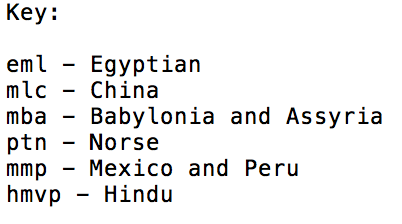 Key:
eml – Egyptian
mlc – China
mba – Babylonia and Assyria
ptn – Norse
mmp – Mexico and Peru
hmvp – Hindu